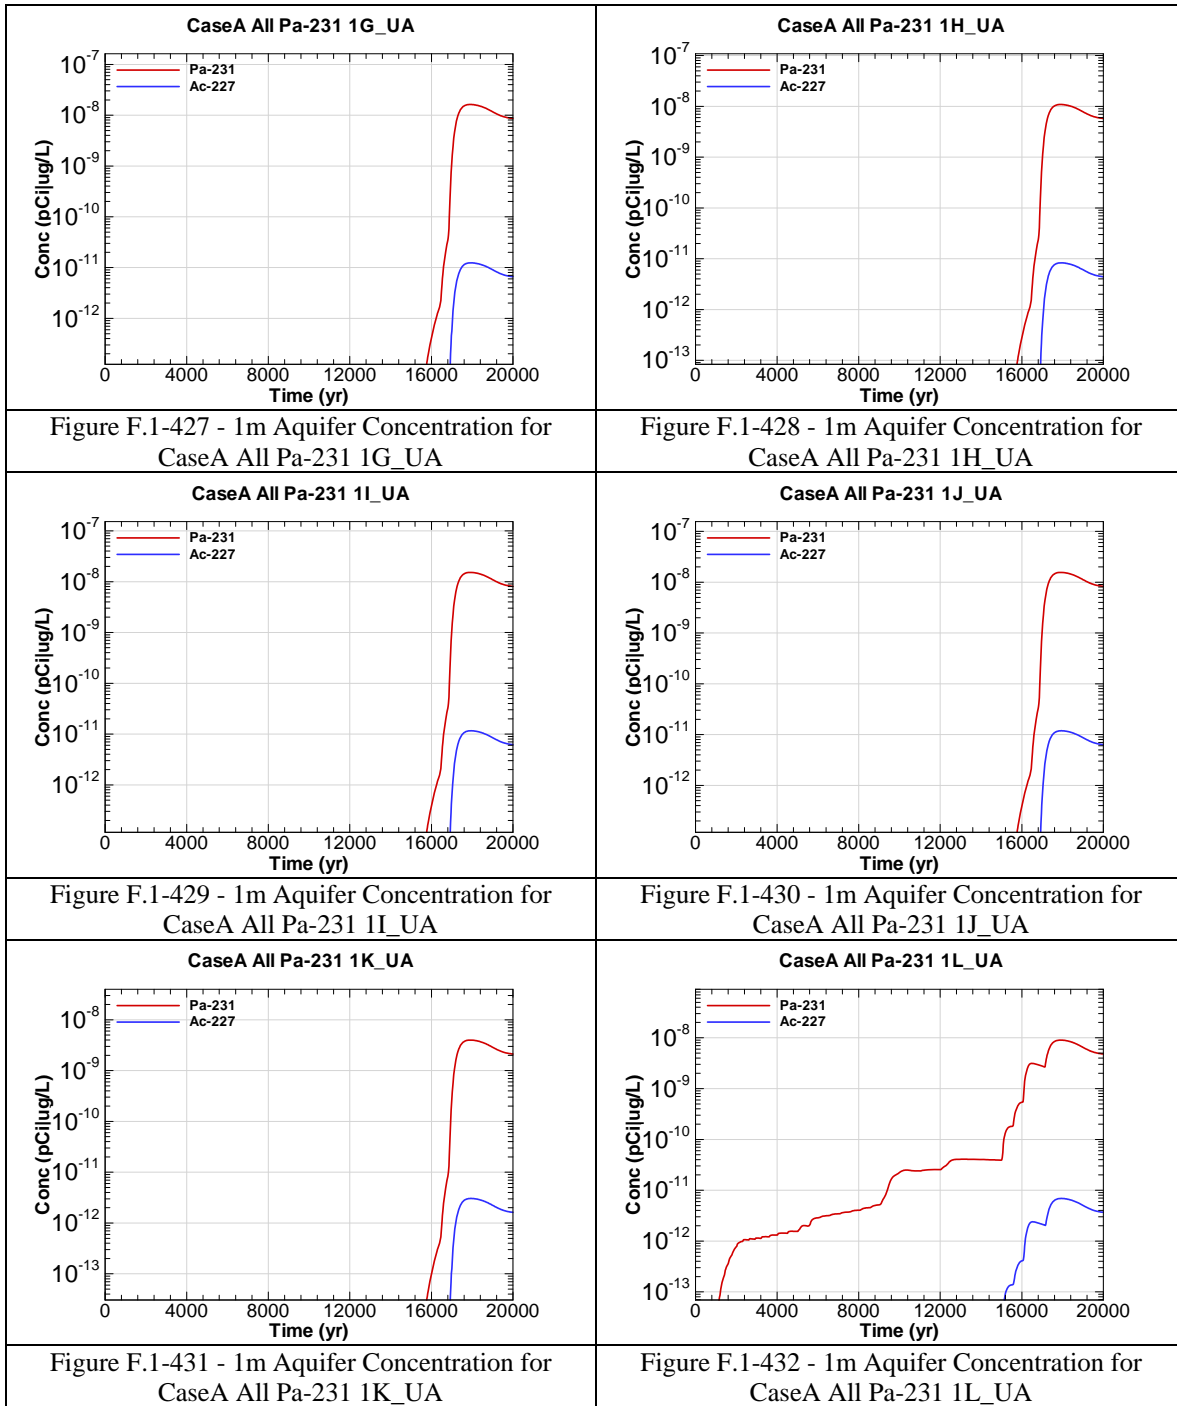 CaseA All Pa-231 1G_UA
Conc (pCi|ug/L)
10-7
10-8
10-9
10-10
10-11
10-12
Pa-231
Ac-227
0 4000 8000 12000 16000 20000
Time (yr)
Figure F.1-427 - 1m Aquifer Concentration for
CaseA All Pa-231 1G_UA
CaseA All Pa-231 1H_UA
Conc (pCi|ug/L)
10-7
10-8
10-9
10-10
10-11
10-12
10-13
Pa-231
Ac-227
0 4000 8000 12000 16000 20000
Time (yr)
Figure F.1-428 - 1m Aquifer Concentration for
CaseA All Pa-231 1H_UA
CaseA All Pa-231 1I_UA
Conc (pCi|ug/L)
10-7
10-8
10-9
10-10
10-11
10-12
Pa-231
Ac-227
0 4000 8000 12000 16000 20000
Time (yr)
Figure F.1-429 - 1m Aquifer Concentration for
CaseA All Pa-231 1I_UA
CaseA All Pa-231 1J_UA
Conc (pCi|ug/L)
10-7
10-8
10-9
10-10
10-11
10-12
Pa-231
Ac-227
0 4000 8000 12000 16000 20000
Time (yr)
Figure F.1-430 - 1m Aquifer Concentration for
CaseA All Pa-231 1J_UA
CaseA All Pa-231 1K_UA
Conc (pCi|ug/L)
10-8
10-9
10-10
10-11
10-12
10-13
Pa-231
Ac-227
0 4000 8000 12000 16000 20000
Time (yr)
Figure F.1-431 - 1m Aquifer Concentration for
CaseA All Pa-231 1K_UA
CaseA All Pa-231 1L_UA
Conc (pCi|ug/L)
10-8
10-9
10-10
10-11
10-12
10-13
Pa-231
Ac-227
0 4000 8000 12000 16000 20000
Time (yr)
Figure F.1-432 - 1m Aquifer Concentration for
CaseA All Pa-231 1L_UA